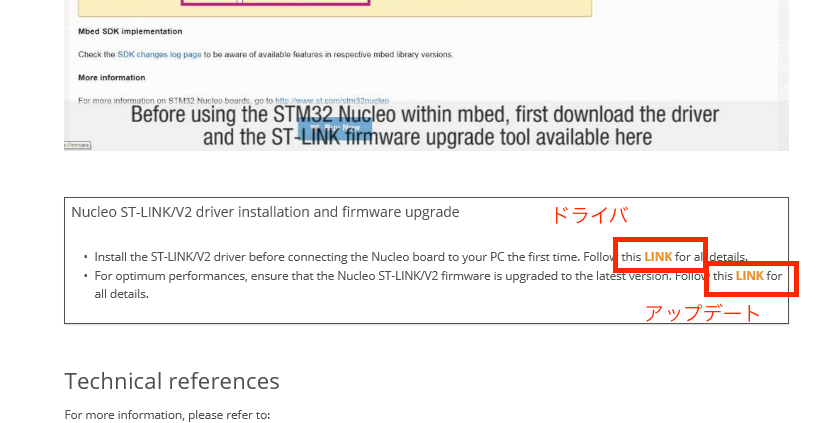 Mbed SDK implementation
Check the SDK changes log page to be aware of available features in respective mbed library versions.
More information
For more information on STM32 Nucleo boards, go to http://www.st.com/stm32nucleo
Before using the STM32 Nucleo within mbed, first download the driver
Buy Now
and the ST-LINK firmware upgrade tool available here
Nucleo ST-LINK/V2 driver installation and firmware upgrade
ドライバ
• Install the ST-LINK/V2 driver before connecting the Nucleo board to your PC the first time. Follow this LINK for all details.
• For optimum performances, ensure that the Nucleo ST-LINK/V2 firmware is upgraded to the latest version. Follow this LINK for
all details.
アップデート
Technical references
For more information, please refer to: